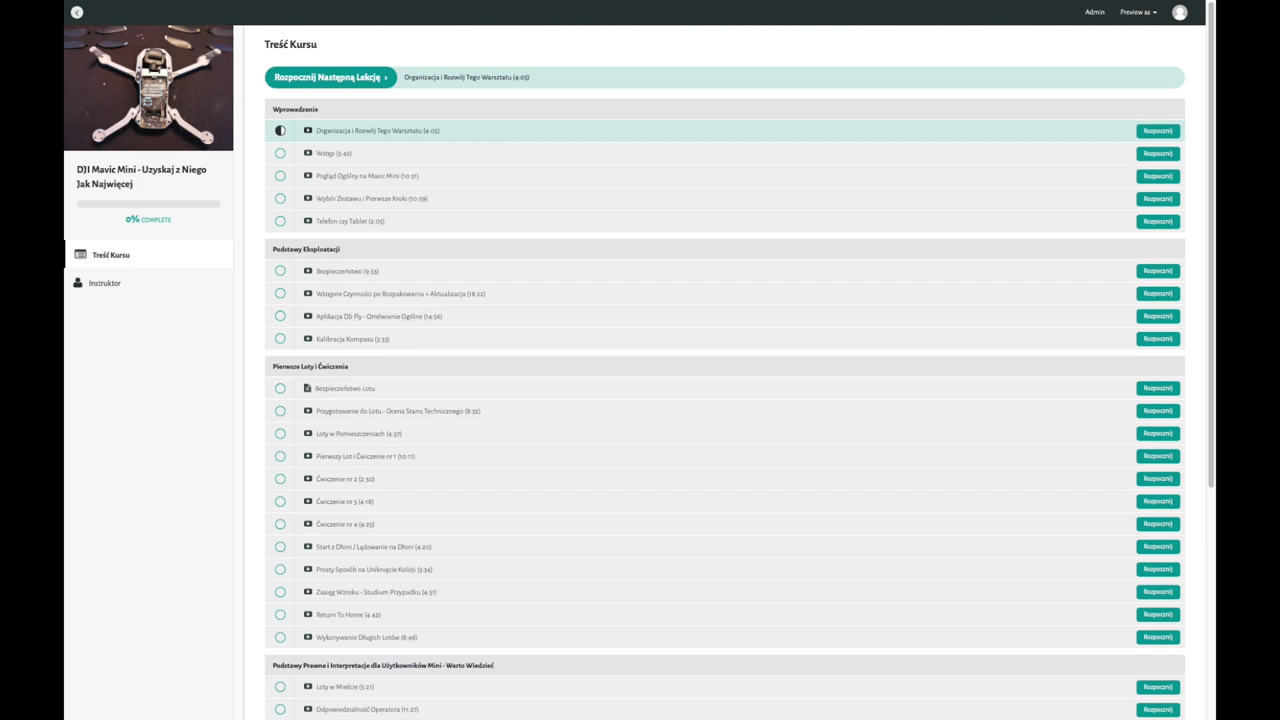 Admin
Preview as
DJI Mavic Mini - Uzyskaj z Niego
Jak Najwięcej
0% COMPLETE
Treść Kursu
Instruktor
Treść Kursu
Rozpocznij Następną Lekcję › Organizacja i Rozwój Tego Warsztatu (4:05)
Wprowadzenie
Organizacja i Rozwój Tego Warsztatu (4:05) Rozpocznij
Wstęp (3:42) Rozpocznij
Pogląd Ogólny na Mavic Mini (10:31) Rozpocznij
Wybór Zestawu i Pierwsze Kroki (10:59) Rozpocznij
Telefon czy Tablet (2:05) Rozpocznij
Podstawy Eksploatacji
Bezpieczeństwo (9:53) Rozpocznij
Wstępne Czynności po Rozpakowaniu + Aktualizacja (18:22) Rozpocznij
Aplikacja DJI Fly - Omówienie Ogólne (14:56) Rozpocznij
Kalibracja Kompasu (3:33) Rozpocznij
Pierwsze Loty i Ćwiczenia
Bezpieczeństwo Lotu Rozpocznij
Przygotowanie do Lotu - Ocena Stanu Technicznego (8:32) Rozpocznij
Loty w Pomieszczeniach (4:37) Rozpocznij
Pierwszy Lot i Ćwiczenie nr 1 (10:11) Rozpocznij
Ćwiczenie nr 2 (2:30) Rozpocznij
Ćwiczenie nr 3 (4:18) Rozpocznij
Ćwiczenie nr 4 (4:25) Rozpocznij
Start z Dłoni / Lądowanie na Dłoni (4:20) Rozpocznij
Prosty Sposób na Uniknięcie Kolizji (3:34) Rozpocznij
Zasięg Wzroku - Studium Przypadku (4:31) Rozpocznij
Return To Home (4:42) Rozpocznij
Wykonywanie Długich Lotów (8:46) Rozpocznij
Podstawy Prawne i Interpretacje dla Użytkowników Mini - Warto Wiedzieć
Loty w Mieście (5:21) Rozpocznij
Odpowiedzialność Operatora (11:27) Rozpocznij